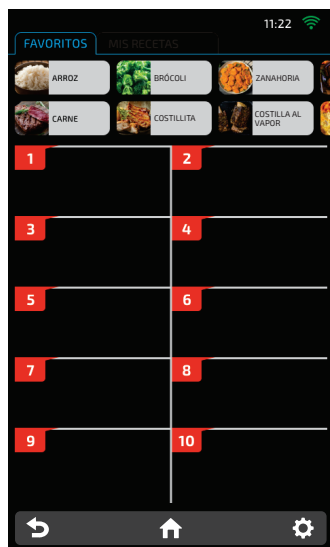 11:22
FAVORITOS MIS RECETAS
ARROZ BRÓCOLI ZANAHORIA
CARNE COSTILLITA COSTILLA AL
VAPOR
1 2
3 4
5 6
7 8
9 10